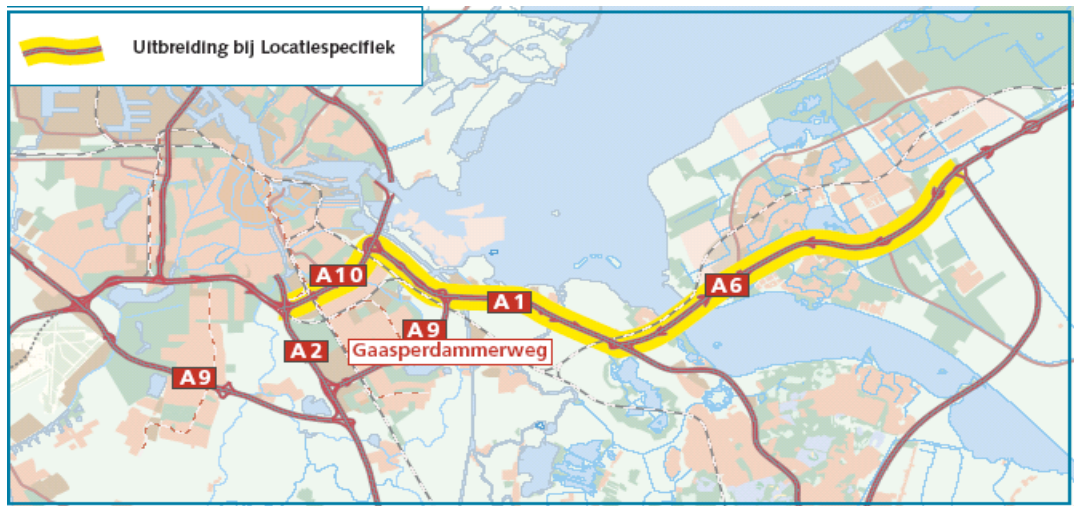 Uitbreiding bij Locatiespecifiek
A10
A1
A6
A9
Gaasperdammerweg
A2
A9